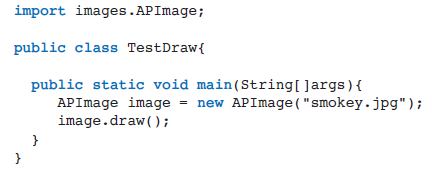 import images.APImage;
public class TestDraw{
public static void main(String[]args){
APImage image = new APImage("smokey.jpg");
image.draw();
}
}